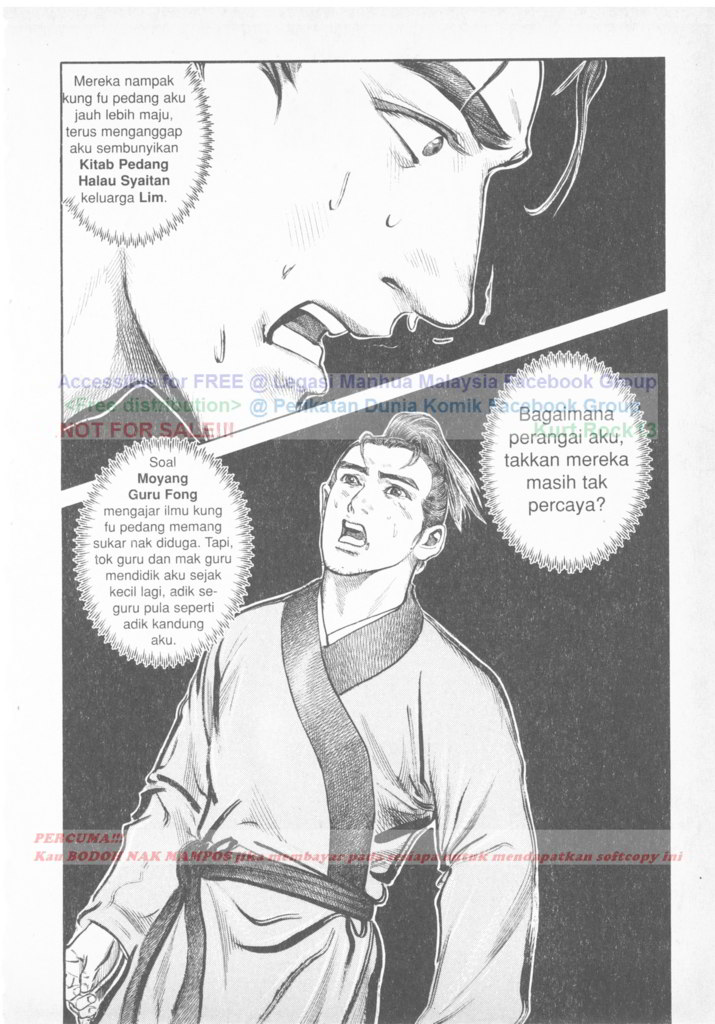 Mereka nampak
kung fu pedang aku
jauh lebih maju,
terus menganggap
aku sembunyikan
Kitab Pedang
Halau Syaitan
keluarga Lim.
Accessible for FREE @ Legasi Manhua Malaysia Facebook Group
<Free distribution> @ Perikatan Dunia Komik Facebook Group
NOT FOR SALE!!! Kurt Rock13
Bagaimana
perangai aku,
takkan mereka
masih tak
percaya?
Soal
Moyang
Guru Fong
mengajar ilmu kung
fu pedang memang
sukar nak diduga. Tapi,
tok guru dan mak guru
mendidik aku sejak
kecil lagi, adik se-
guru pula seperti
adik kandung
aku.
PERCUMA!!!
Kau BODOH NAK MAMPOS jika membayar pada sesiapa untuk mendapatkan softcopy ini